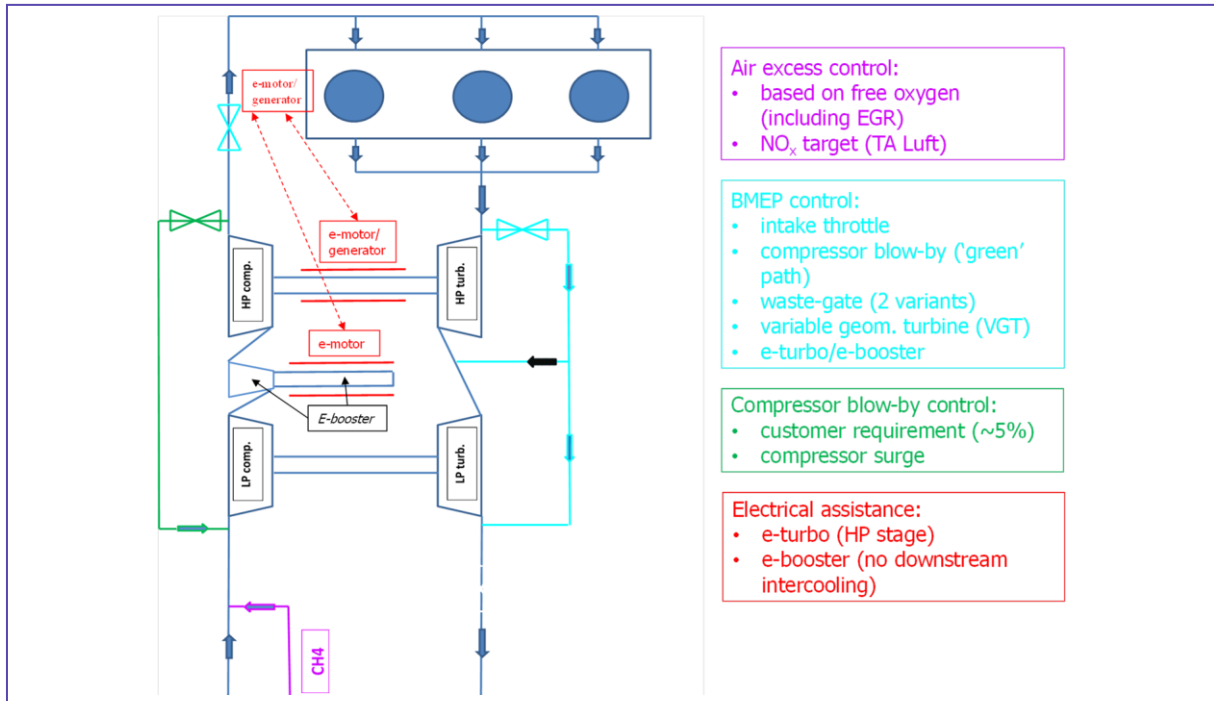 e-motor/
generator
e-motor/
generator
HP comp.
HP turb.
e-motor
E-booster
LP comp.
LP turb.
CH4
Air excess control:
• based on free oxygen
(including EGR)
• NOx target (TA Luft)
BMEP control:
• intake throttle
• compressor blow-by (‘green’
path)
• waste-gate (2 variants)
• variable geom. turbine (VGT)
• e-turbo/e-booster
Compressor blow-by control:
• customer requirement (~5%)
• compressor surge
Electrical assistance:
• e-turbo (HP stage)
• e-booster (no downstream
intercooling)